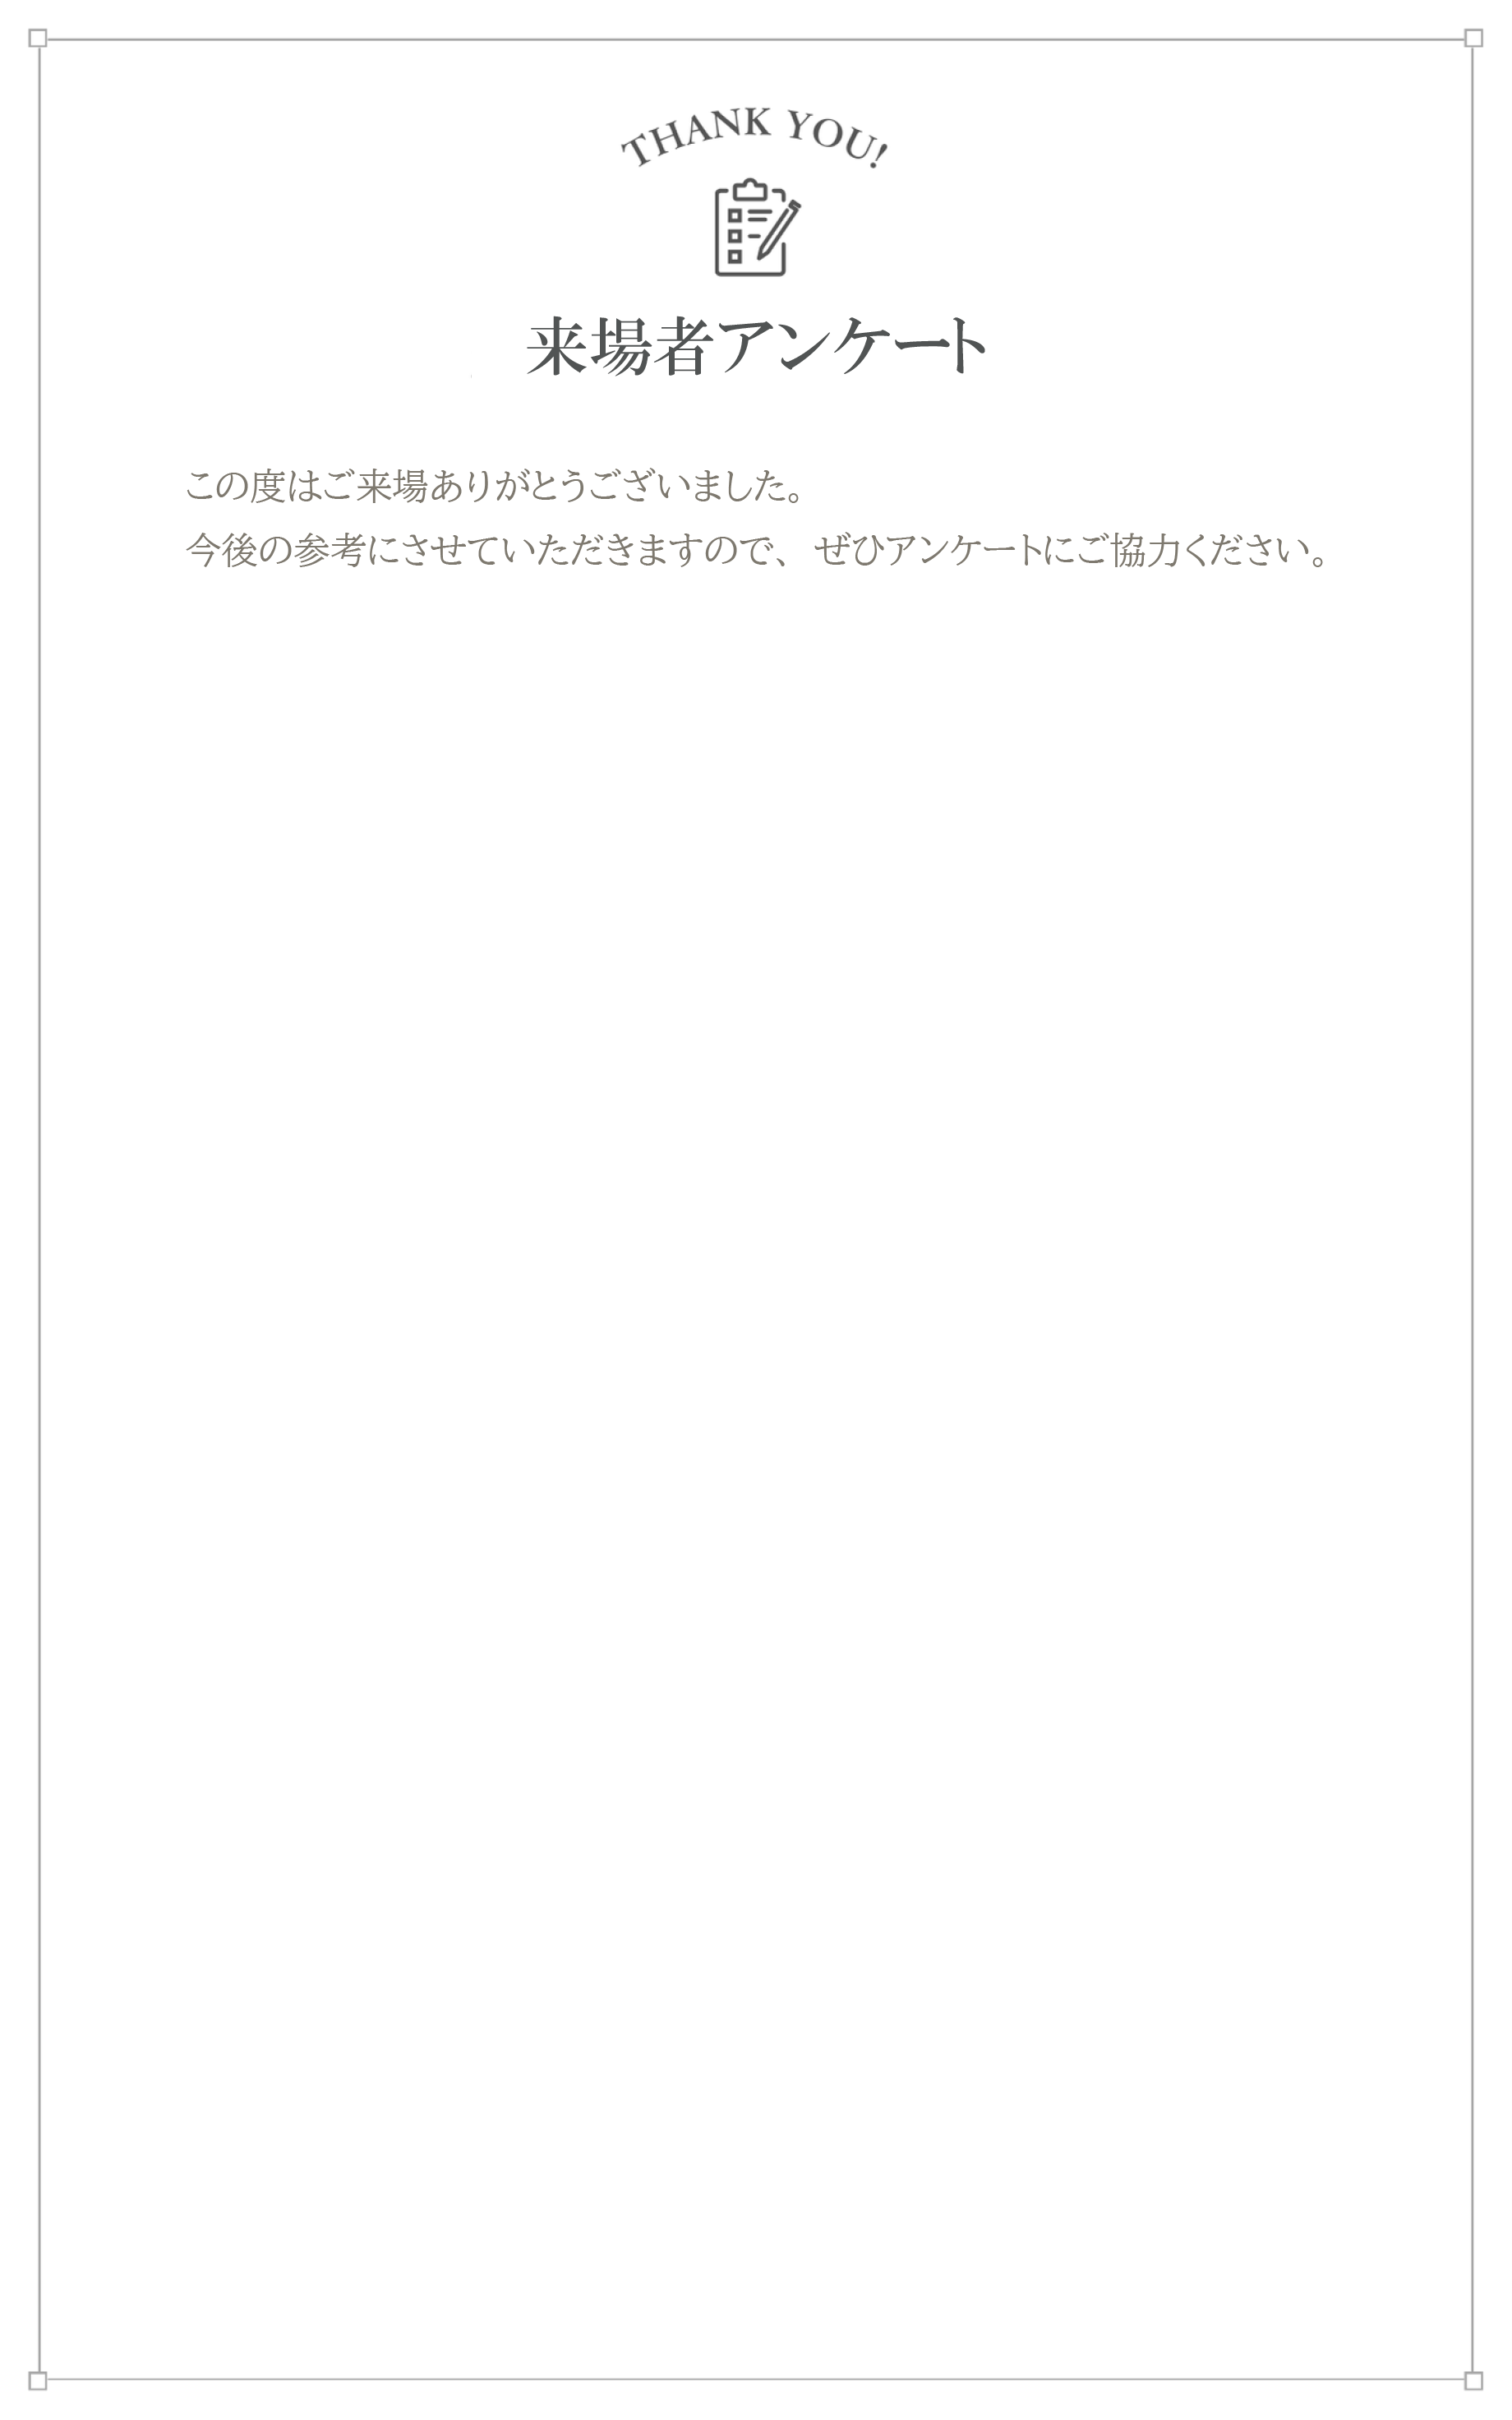 THANK YOU!
来場者アンケート
この度はご来場ありがとうございました。
今後の参考にさせていただきますので、ぜひアンケートにご協力ください。